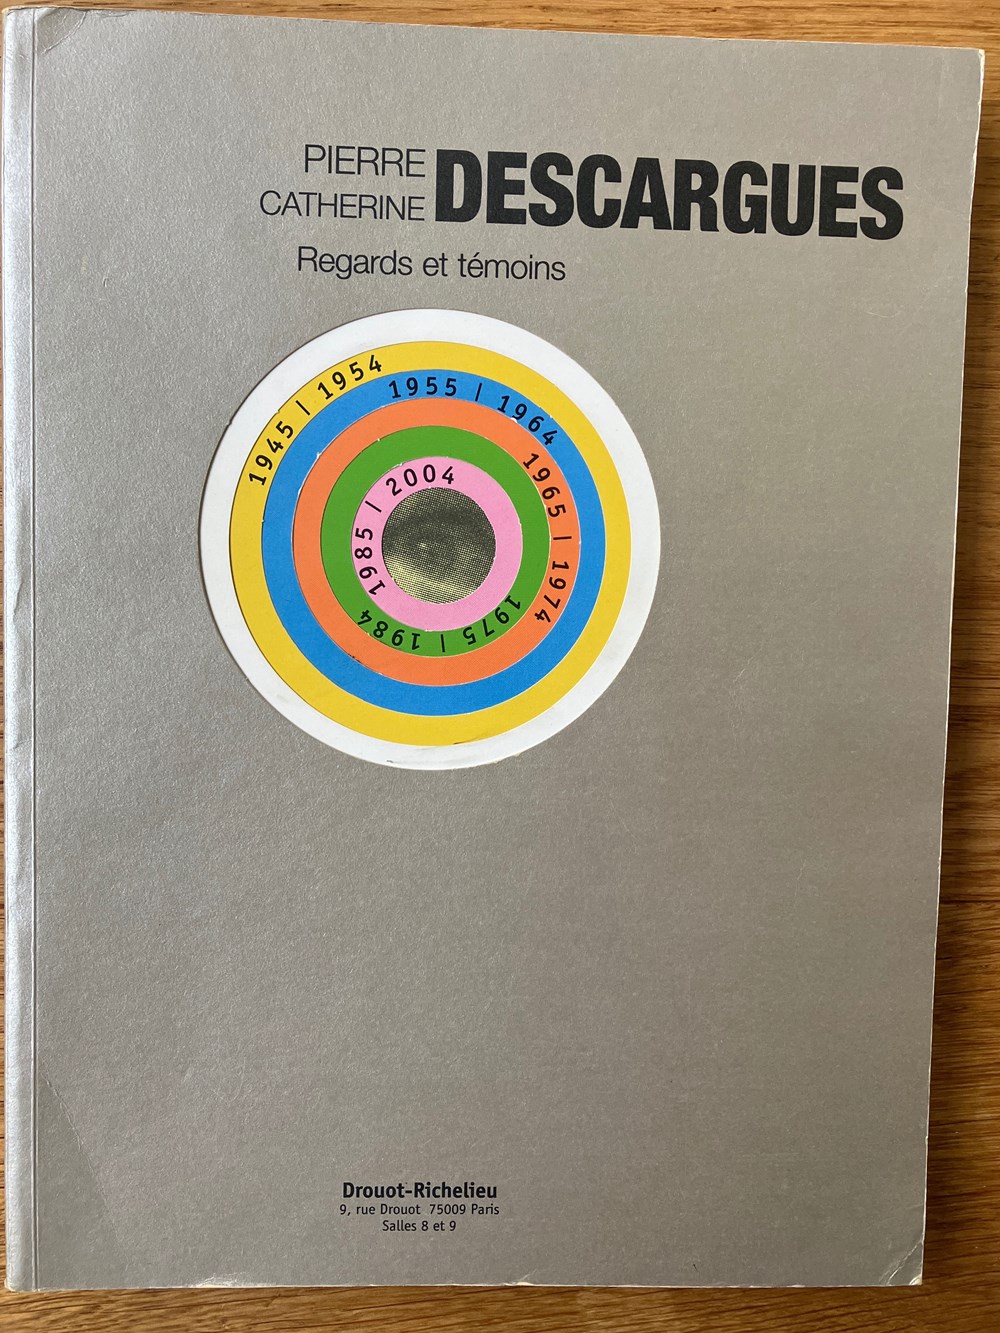 PIERRE
CATHERINE
DESCARGUES
Regards et témoins
1945 | 1954
1955 | 1964
1965 | 1974
1975 | 1984
1985 | 2004
Drouot-Richelieu
9, rue Drouot 75009 Paris
Salles 8 et 9